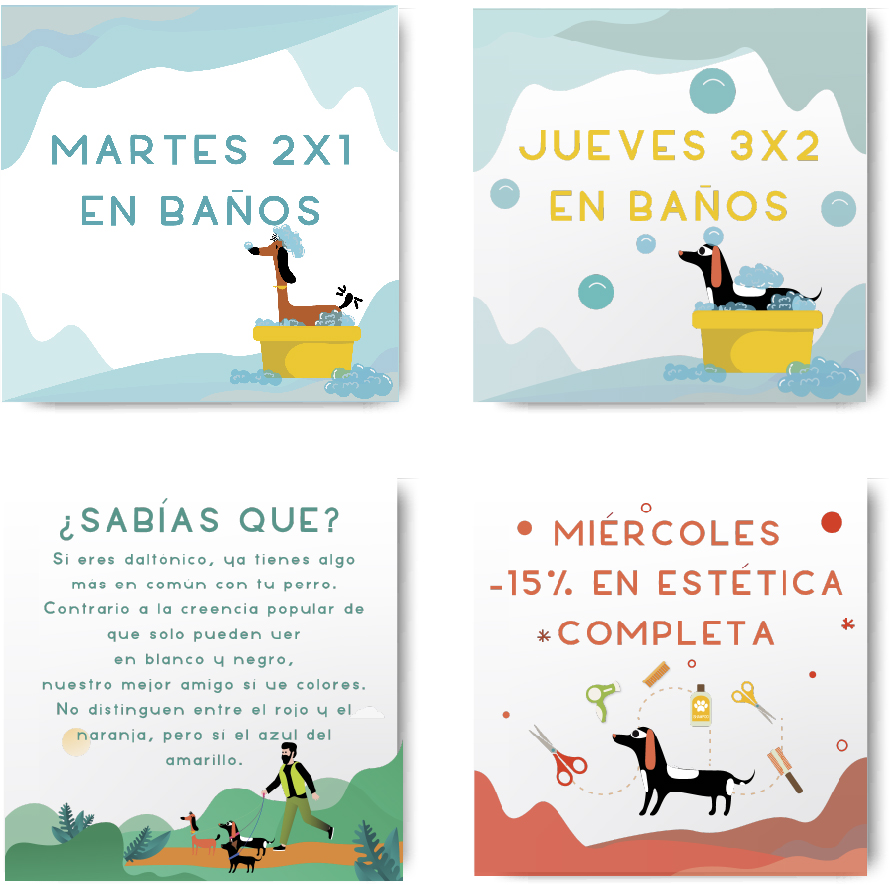 MARTES 2X1
EN BAÑOS
JUEVES 3X2
EN BAÑOS
¿SABÍAS QUE?
Si eres daltónico, ya tienes algo
más en común con tu perro.
Contrario a la creencia popular de
que solo pueden ver
en blanco y negro,
nuestro mejor amigo si ve colores.
No distinguen entre el rojo y el
naranja, pero si el azul del
amarillo.
MIÉRCOLES
-15% EN ESTÉTICA
COMPLETA